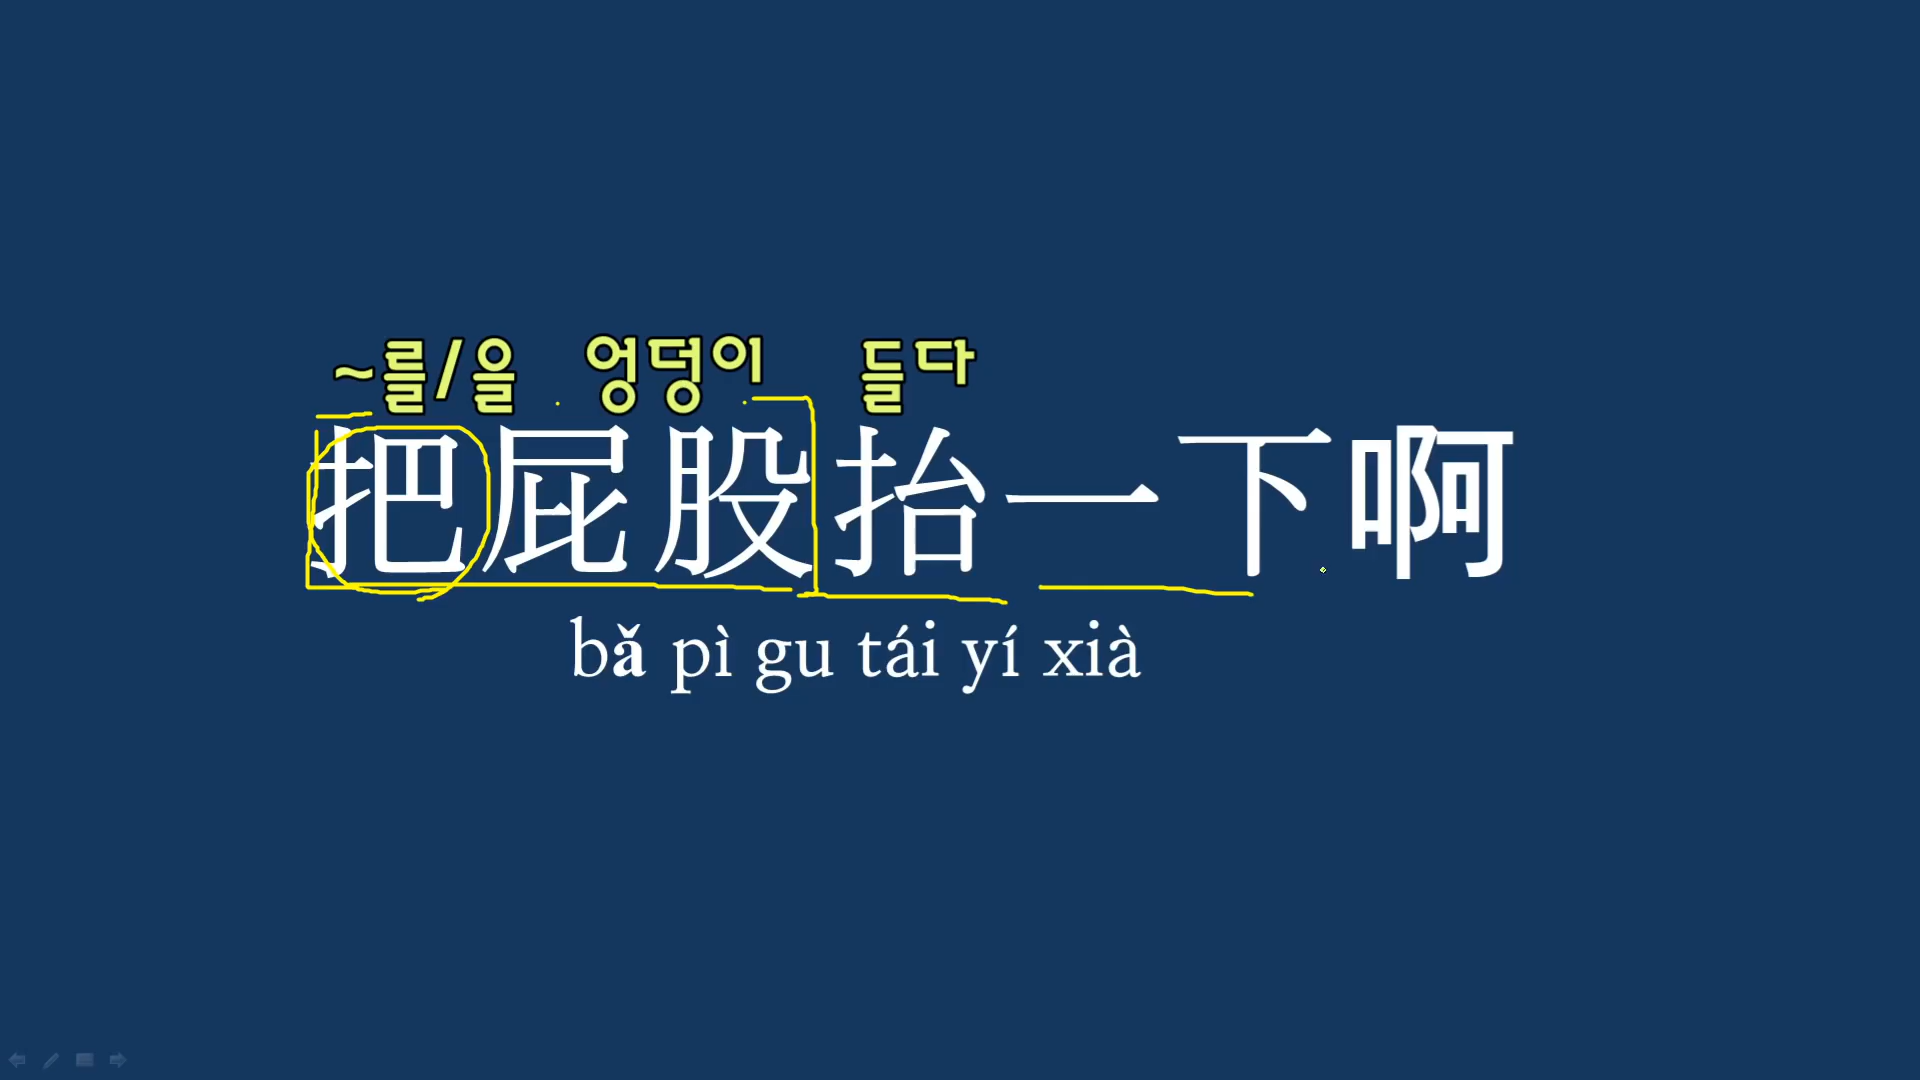 ~를/을 엉덩이 들다
把屁股抬一下啊
bǎ pì gu tái yí xià